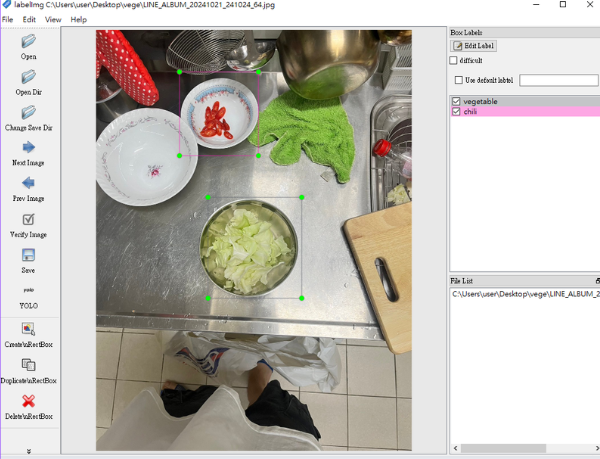 labelImg C:\Users\user\Desktop\vege\LINE_ALBUM_20241021_241024_64.jpg
File Edit View Help
Open
Open Dir
Change Save Dir
Next Image
Prev Image
Verify Image
Save
YOLO
YOLO
Create\nRectBox
Duplicate\nRectBox
Delete\nRectBox
Box Labels
Edit Label
difficult
Use default label
vegetable
chili
File List
C:\Users\user\Desktop\vege\LINE_ALBUM_2